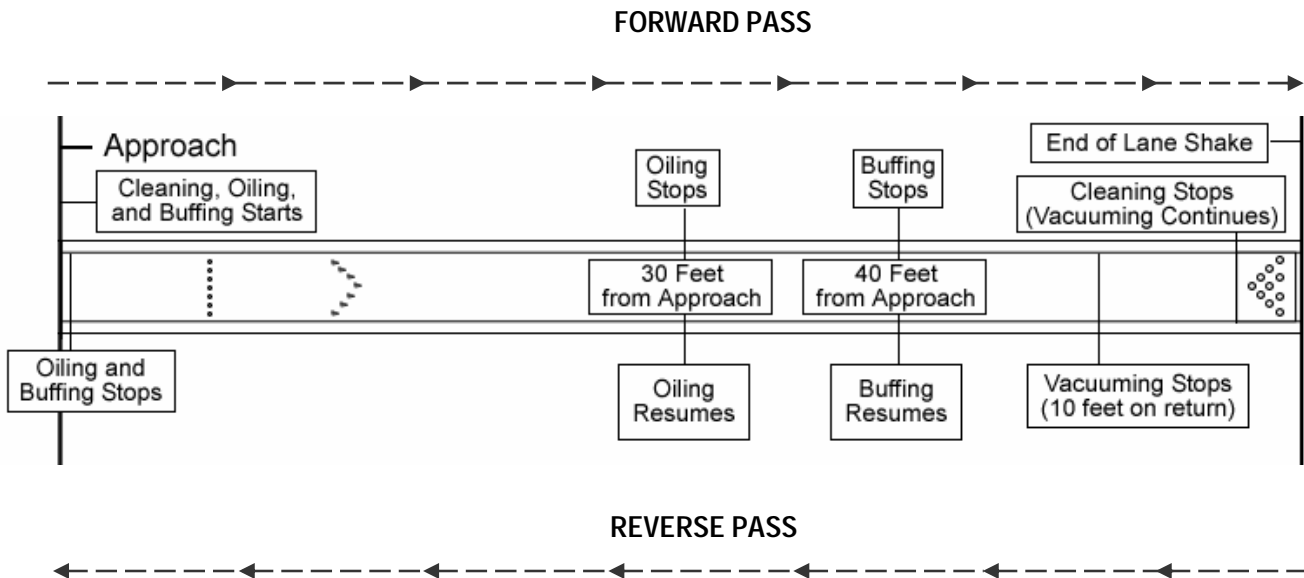 FORWARD PASS
Approach
End of Lane Shake
Cleaning, Oiling,
and Buffing Starts
Oiling
Stops
Buffing
Stops
Cleaning Stops
(Vacuuming Continues)
30 Feet
from Approach
40 Feet
from Approach
Oiling and
Buffing Stops
Oiling
Resumes
Buffing
Resumes
Vacuuming Stops
(10 feet on return)
REVERSE PASS